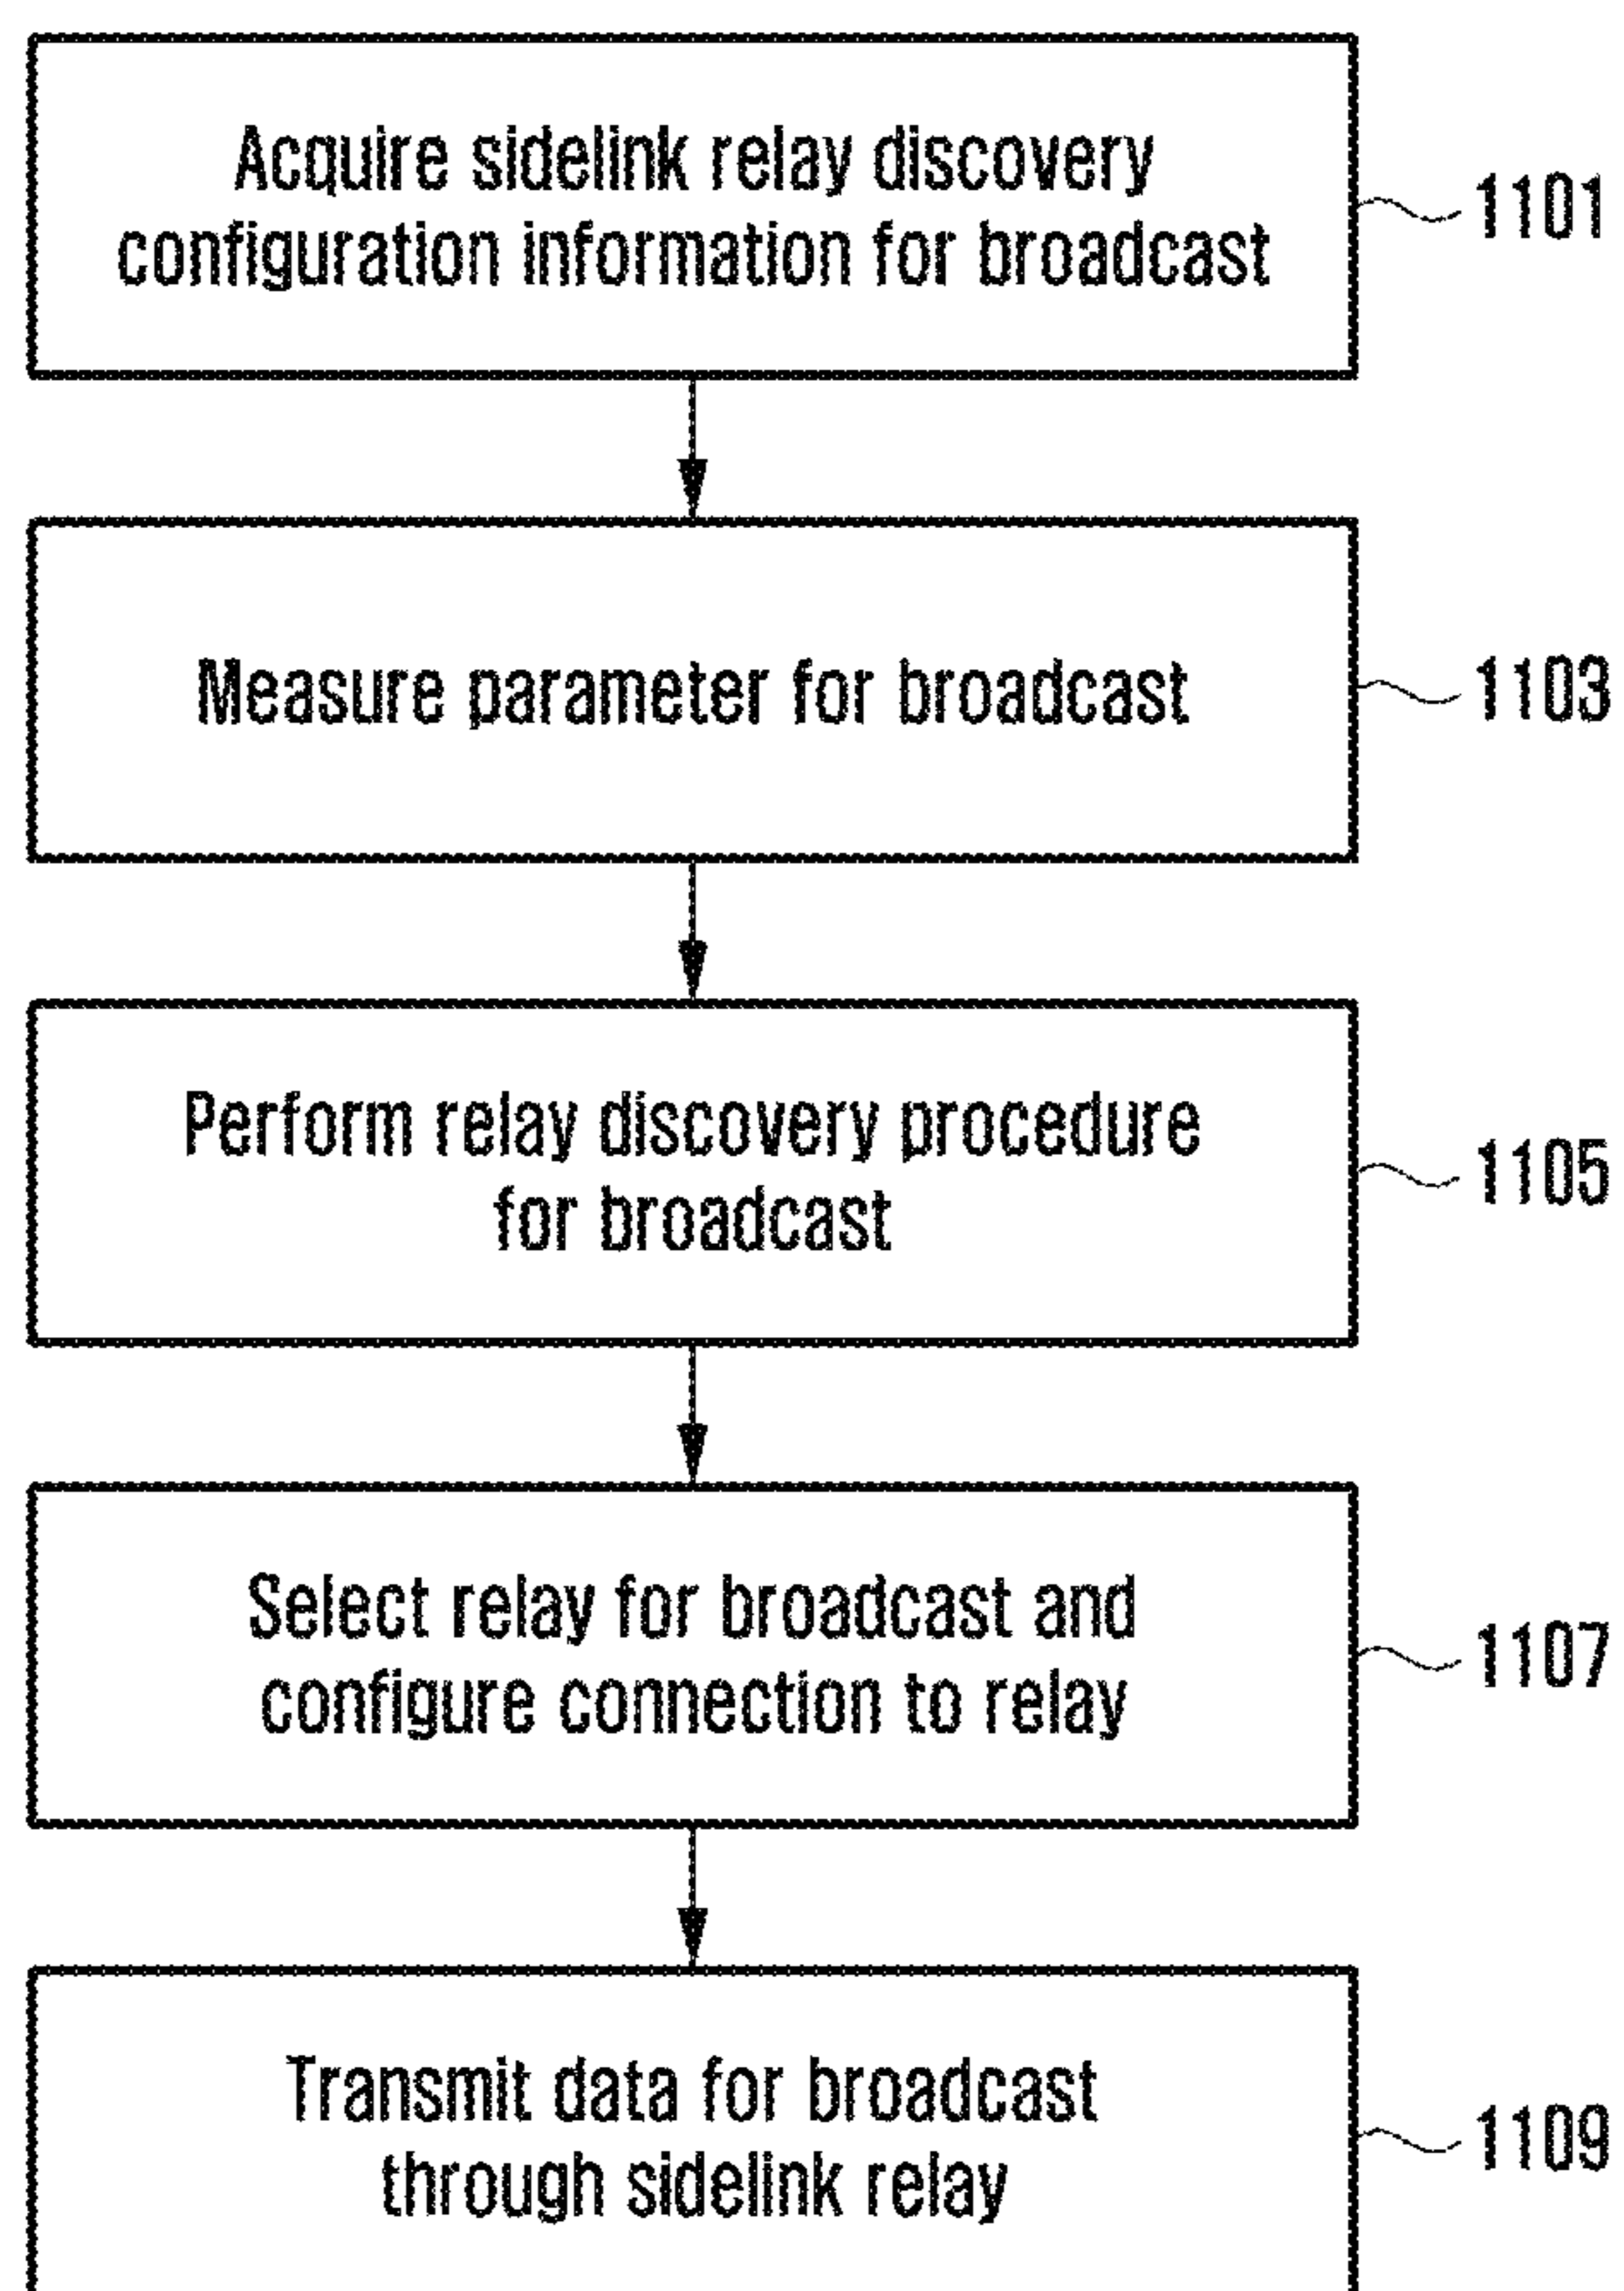 Acquire sidelink relay discovery
configuration information for broadcast
1101
Measure parameter for broadcast
1103
Perform relay discovery procedure
for broadcast
1105
Select relay for broadcast and
configure connection to relay
1107
Transmit data for broadcast
through sidelink relay
1109